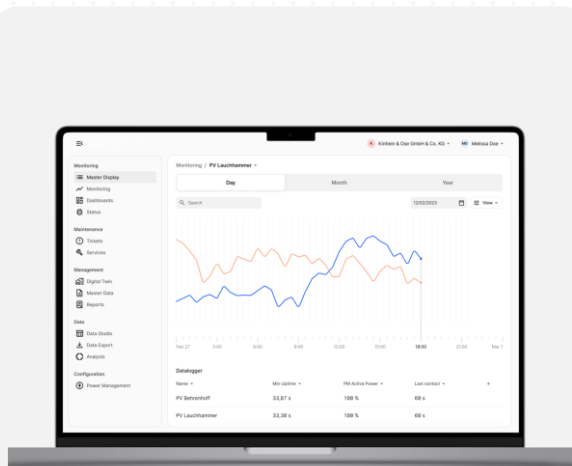 K Kintlein & Ose GmbH & Co. KG
MD Melissa Doe
Monitoring
Master Display
Monitoring
Dashboards
Status
Maintenance
Tickets
Services
Management
Digital Twin
Master Data
Reports
Data
Data Studio
Data Export
Analysis
Configuration
Power Management
Monitoring / PV Lauchhammer
Day Month Year
Search 12/02/2023 View
Feb 27 3:00 6:00 9:00 12:00 15:00 18:02 21:00 Mar 1
Datalogger
Name Min Uptime PM Active Power Last contact +
PV Behrenhoff 33,87 s 100 % 60 s
PV Lauchhammer 33,30 s 100 % 60 s